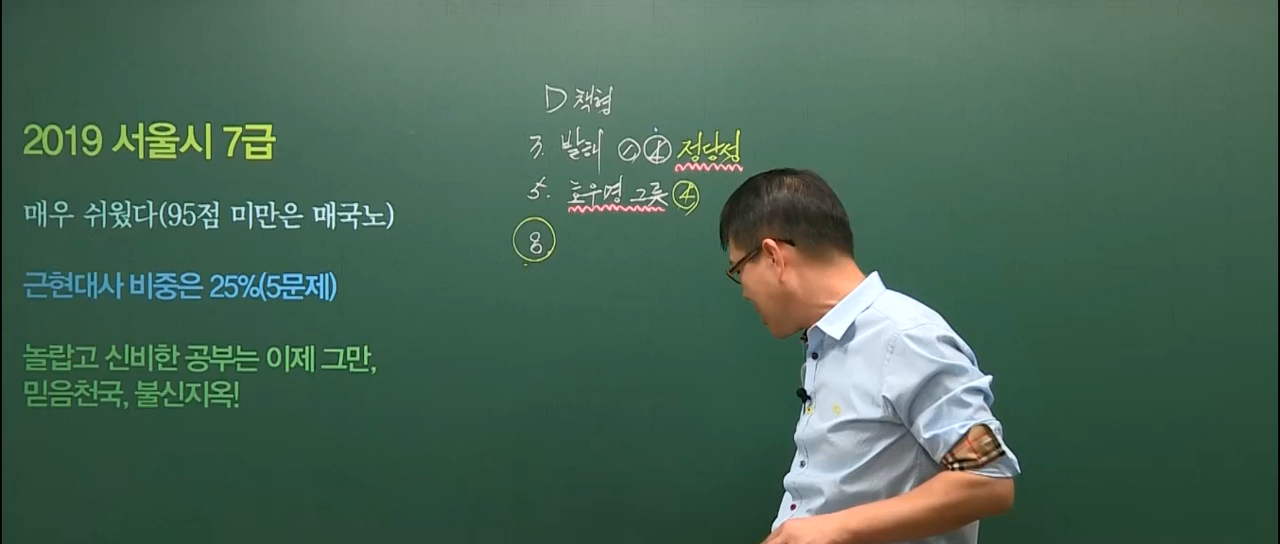 2019 서울시 7급
매우 쉬웠다(95점 미만은 매국노)
근현대사 비중은 25%(5문제)
놀랍고 신비한 공부는 이제 그만,
믿음천국, 불신지옥!
D 책형
3. 발해 ① ④ 정당성
5. 호우명 그릇 ④
8